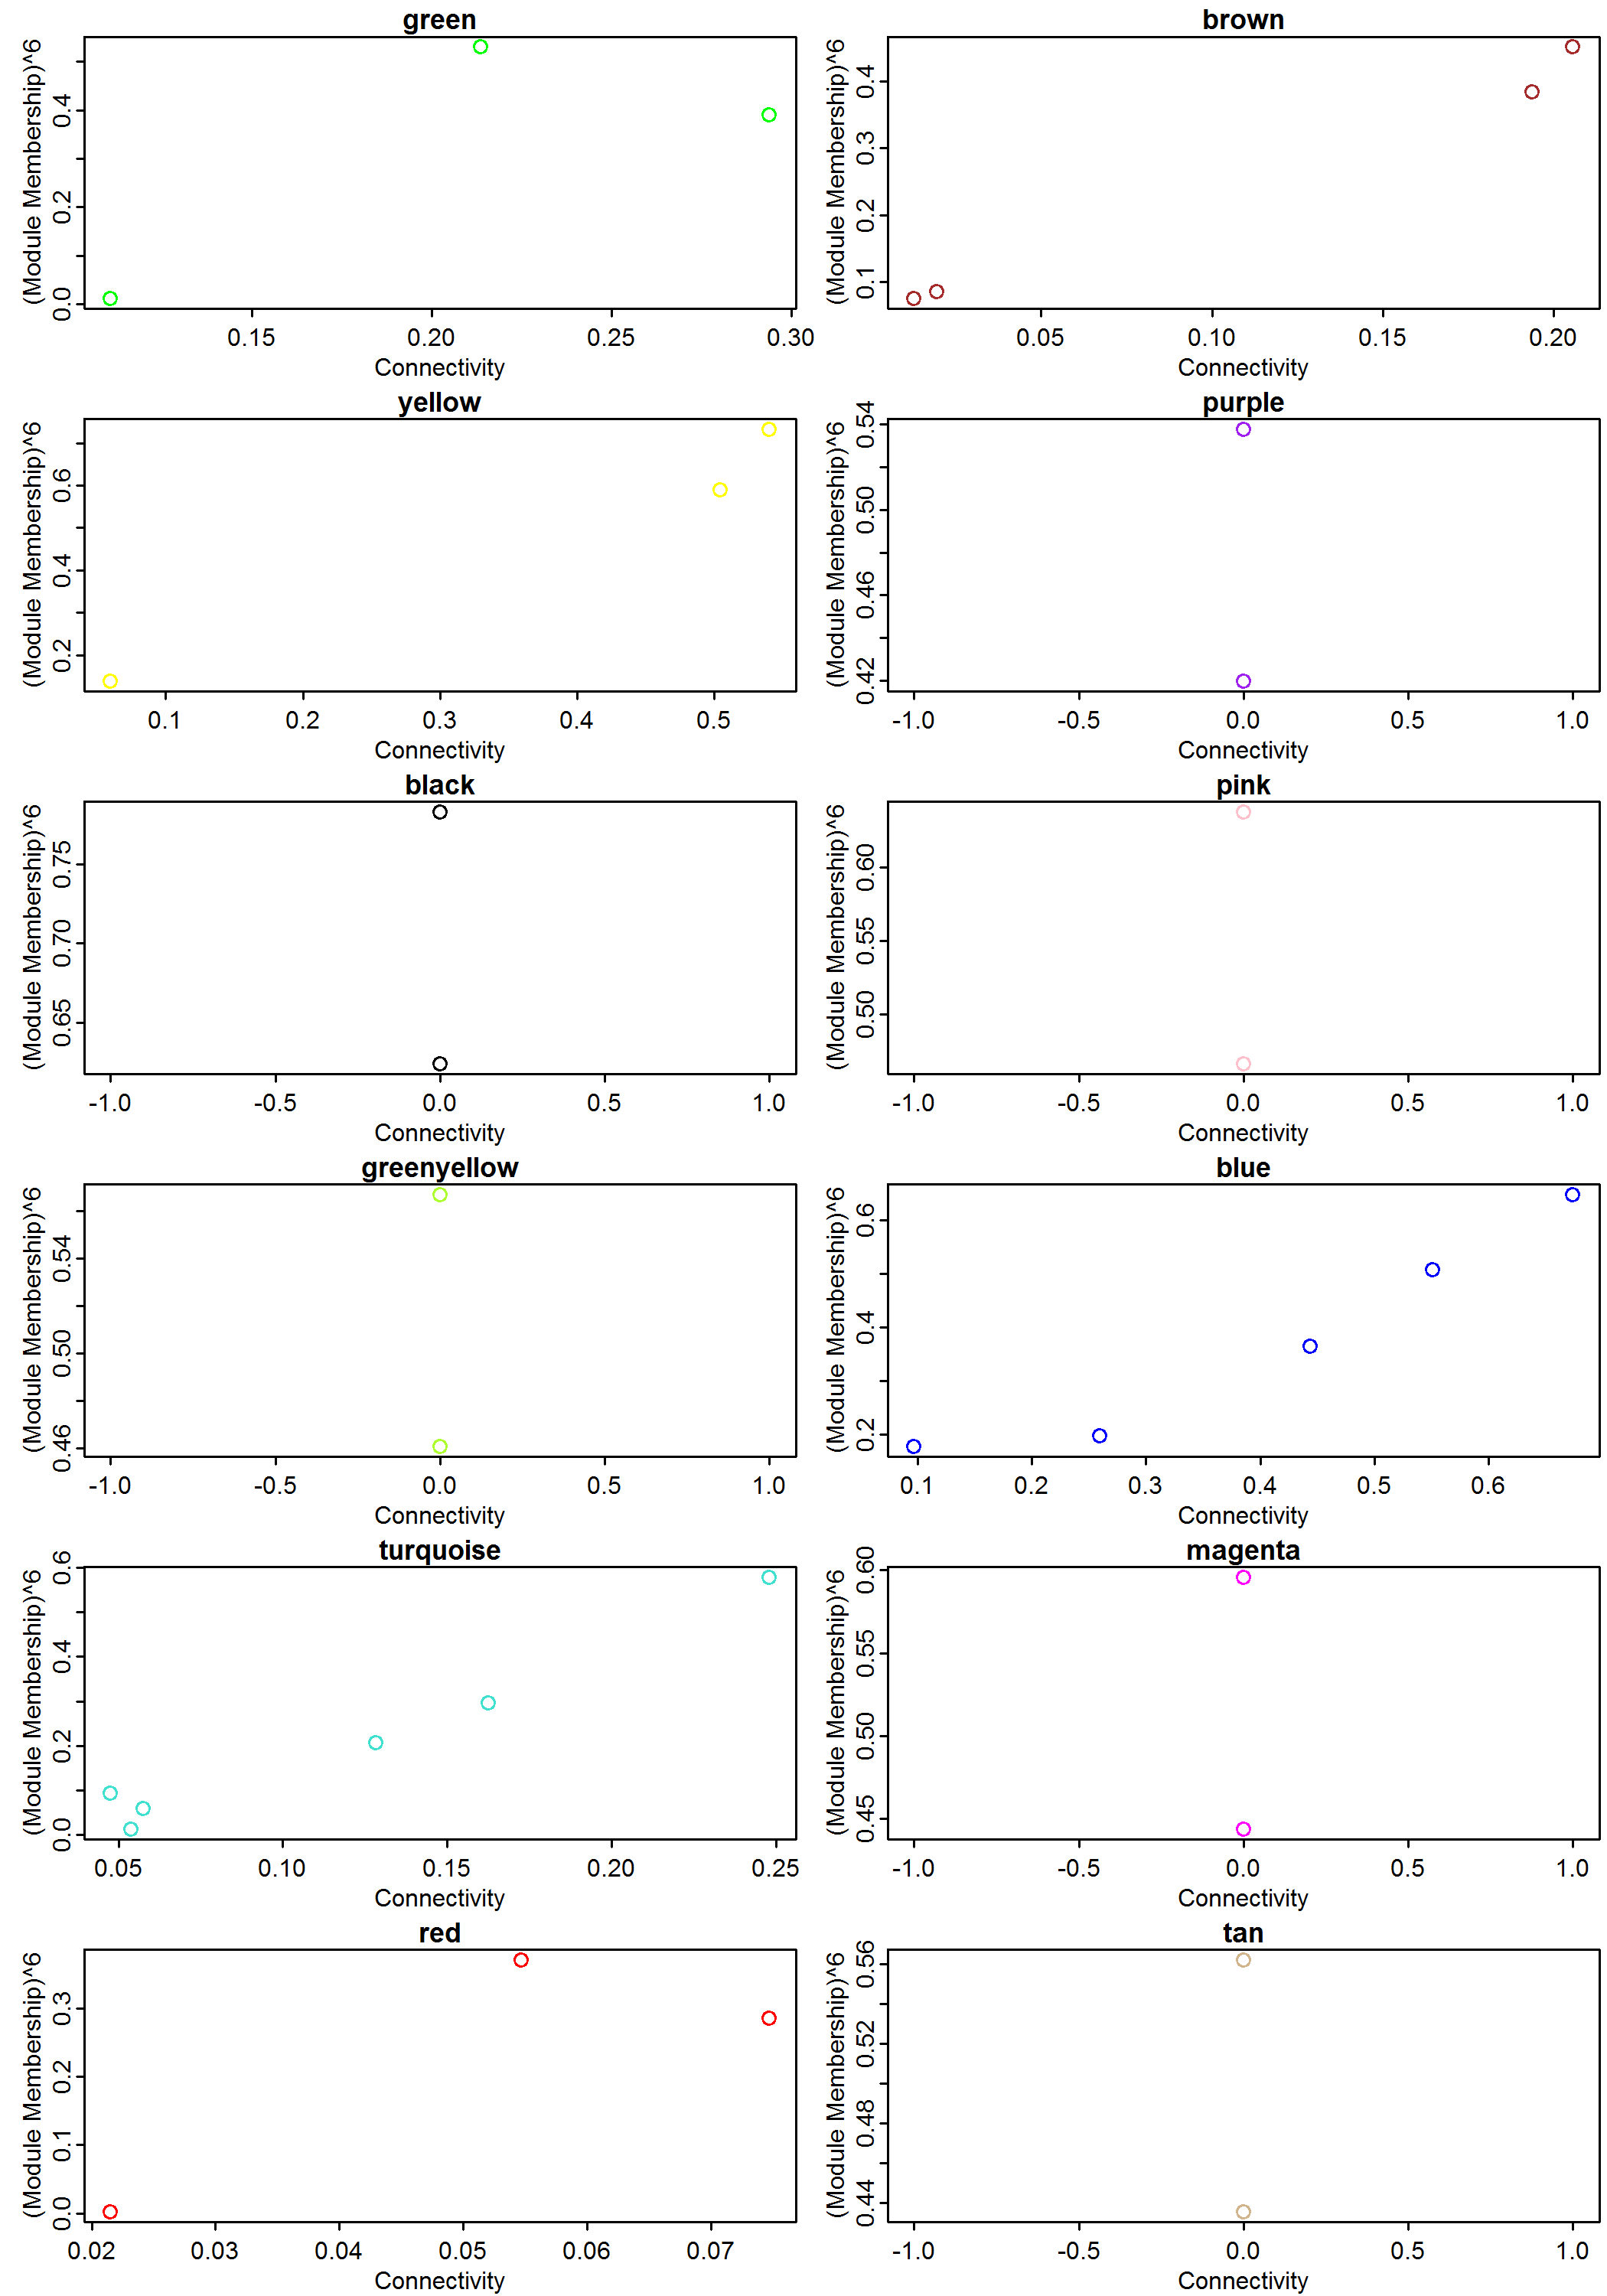 green
(Module Membership)^6
0.0 0.2 0.4
0.15 0.20 0.25 0.30
Connectivity
brown
(Module Membership)^6
0.1 0.2 0.3 0.4
0.05 0.10 0.15 0.20
Connectivity
yellow
(Module Membership)^6
0.2 0.4 0.6
0.1 0.2 0.3 0.4 0.5
Connectivity
purple
(Module Membership)^6
0.42 0.46 0.50 0.54
-1.0 -0.5 0.0 0.5 1.0
Connectivity
black
(Module Membership)^6
0.65 0.70 0.75
-1.0 -0.5 0.0 0.5 1.0
Connectivity
pink
(Module Membership)^6
0.50 0.55 0.60
-1.0 -0.5 0.0 0.5 1.0
Connectivity
greenyellow
(Module Membership)^6
0.46 0.50 0.54
-1.0 -0.5 0.0 0.5 1.0
Connectivity
blue
(Module Membership)^6
0.2 0.4 0.6
0.1 0.2 0.3 0.4 0.5 0.6
Connectivity
turquoise
(Module Membership)^6
0.0 0.2 0.4 0.6
0.05 0.10 0.15 0.20 0.25
Connectivity
magenta
(Module Membership)^6
0.45 0.50 0.55 0.60
-1.0 -0.5 0.0 0.5 1.0
Connectivity
red
(Module Membership)^6
0.0 0.1 0.2 0.3
0.02 0.03 0.04 0.05 0.06 0.07
Connectivity
tan
(Module Membership)^6
0.44 0.48 0.52 0.56
-1.0 -0.5 0.0 0.5 1.0
Connectivity